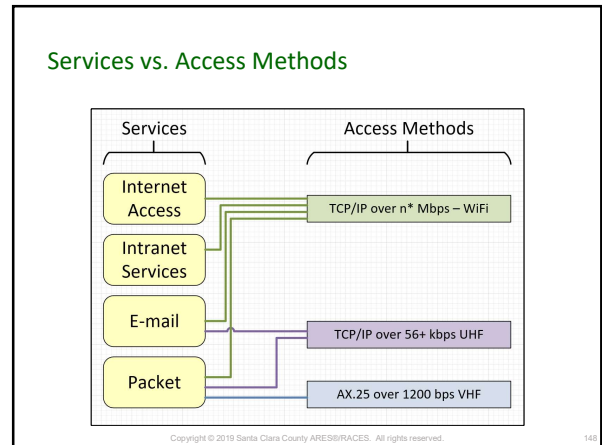 Services vs. Access Methods
Services
Access Methods
Internet
Access
TCP/IP over n* Mbps – WiFi
Intranet
Services
E-mail
TCP/IP over 56+ kbps UHF
Packet
AX.25 over 1200 bps VHF
Copyright © 2019 Santa Clara County ARES®/RACES. All rights reserved.
148